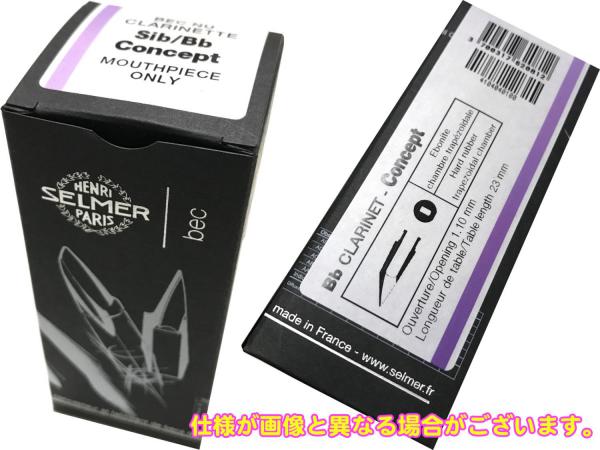 BEC NU
CLARINETTE
Sib/Bb
Concept
MOUTHPIECE
ONLY
HENRI
SELMER
PARIS
bec
Bb CLARINET - Concept
Ebonite
chambre trapézoïdale
Hard rubber
trapezoidal chamber
Ouverture/Opening 1.10 mm
Longueur de table/Table length 23 mm
made in France - www.selmer.fr
仕様が画像と異なる場合がございます。